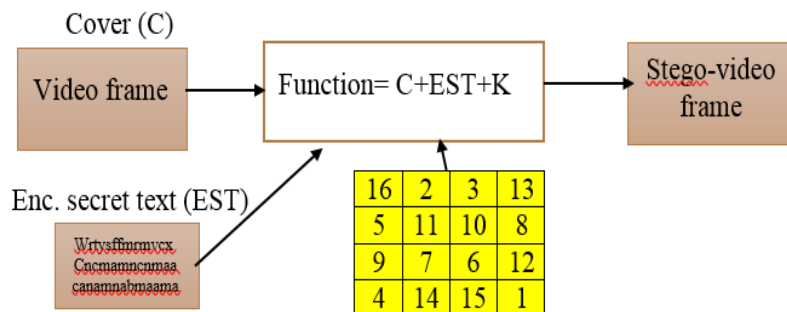 Cover (C)
Video frame
Function= C+EST+K
Stego-video
frame
Enc. secret text (EST)
Wrtysffmrmvcx
Cncmamncnmaa
canamnabmaama
16 2 3 13
5 11 10 8
9 7 6 12
4 14 15 1